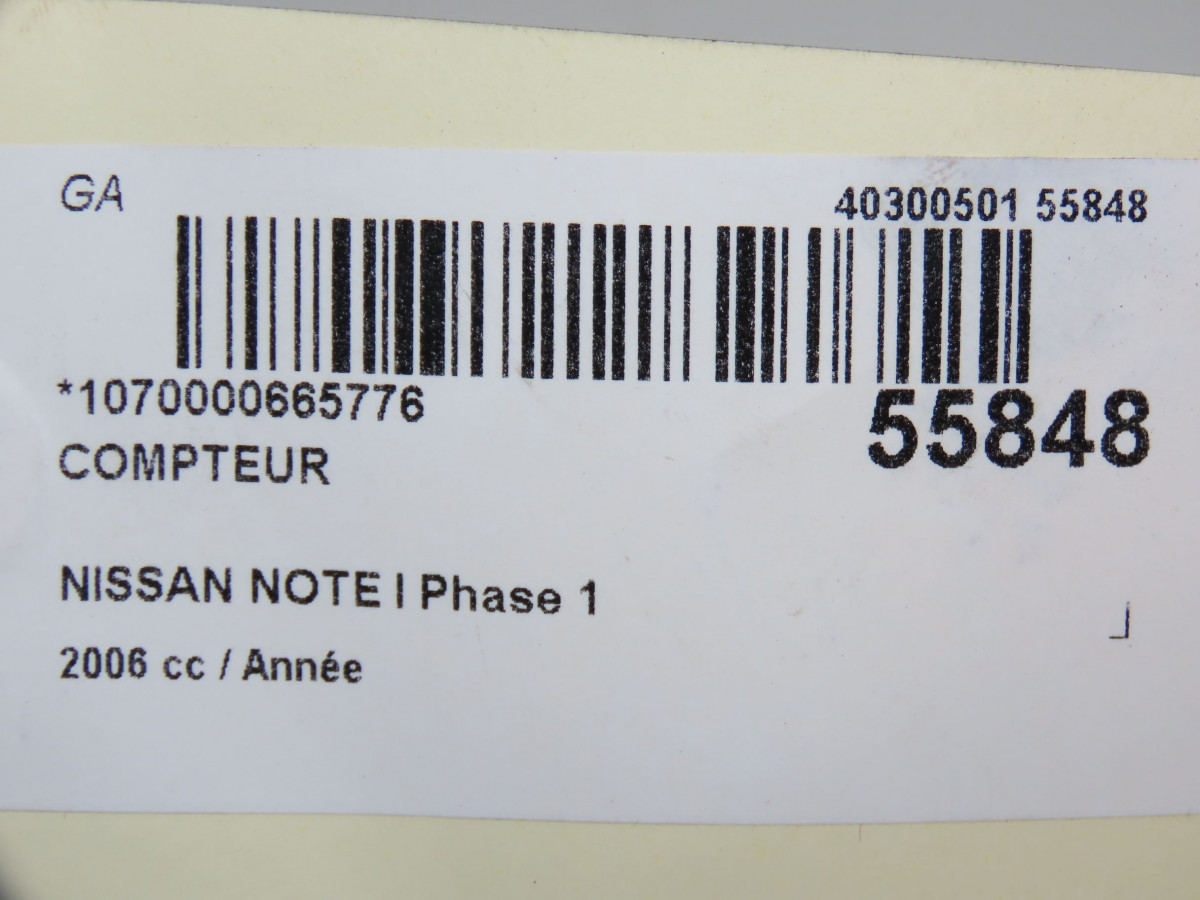 GA
40300501 55848
*1070000665776
55848
COMPTEUR
NISSAN NOTE I Phase 1
2006 cc / Année